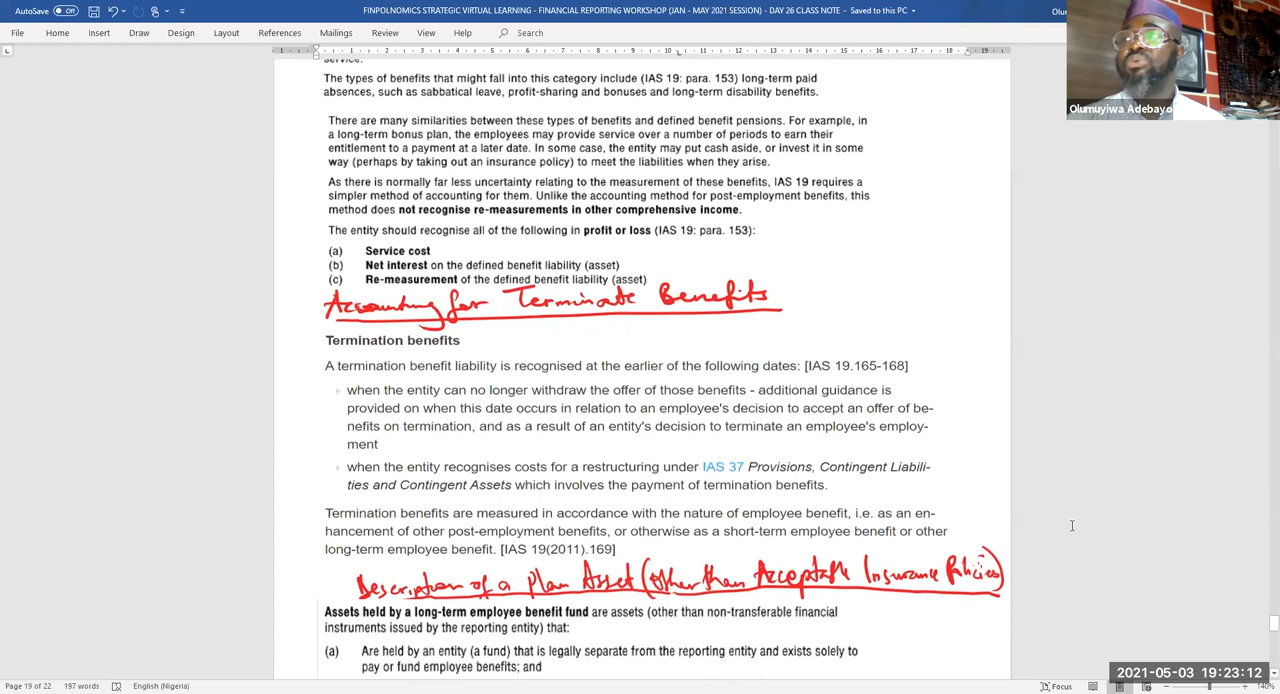 AutoSave Off
FINPOLNOMICS STRATEGIC VIRTUAL LEARNING - FINANCIAL REPORTING WORKSHOP (JAN - MAY 2021 SESSION) - DAY 26 CLASS NOTE - Saved to this PC
File Home Insert Draw Design Layout References Mailings Review View Help Search
Olumuyiwa Adebayo
service.
The types of benefits that might fall into this category include (IAS 19: para. 153) long-term paid
absences, such as sabbatical leave, profit-sharing and bonuses and long-term disability benefits.
There are many similarities between these types of benefits and defined benefit pensions. For example, in
a long-term bonus plan, the employees may provide service over a number of periods to earn their
entitlement to a payment at a later date. In some case, the entity may put cash aside, or invest it in some
way (perhaps by taking out an insurance policy) to meet the liabilities when they arise.
As there is normally far less uncertainty relating to the measurement of these benefits, IAS 19 requires a
simpler method of accounting for them. Unlike the accounting method for post-employment benefits, this
method does not recognise re-measurements in other comprehensive income.
The entity should recognise all of the following in profit or loss (IAS 19: para. 153):
(a) Service cost
(b) Net interest on the defined benefit liability (asset)
(c) Re-measurement of the defined benefit liability (asset)
Accounting for Terminate Benefits
Termination benefits
A termination benefit liability is recognised at the earlier of the following dates: [IAS 19.165-168]
when the entity can no longer withdraw the offer of those benefits - additional guidance is
provided on when this date occurs in relation to an employee's decision to accept an offer of be-
nefits on termination, and as a result of an entity's decision to terminate an employee's employ-
ment
when the entity recognises costs for a restructuring under IAS 37 Provisions, Contingent Liabili-
ties and Contingent Assets which involves the payment of termination benefits.
Termination benefits are measured in accordance with the nature of employee benefit, i.e. as an en-
hancement of other post-employment benefits, or otherwise as a short-term employee benefit or other
long-term employee benefit. [IAS 19(2011).169]
Description of a Plan Asset (other than Acceptable Insurance Policies)
Assets held by a long-term employee benefit fund are assets (other than non-transferable financial
instruments issued by the reporting entity) that:
(a) Are held by an entity (a fund) that is legally separate from the reporting entity and exists solely to
pay or fund employee benefits; and
Page 19 of 22 197 words English (Nigeria) Focus 140%
2021-05-03 19:23:12